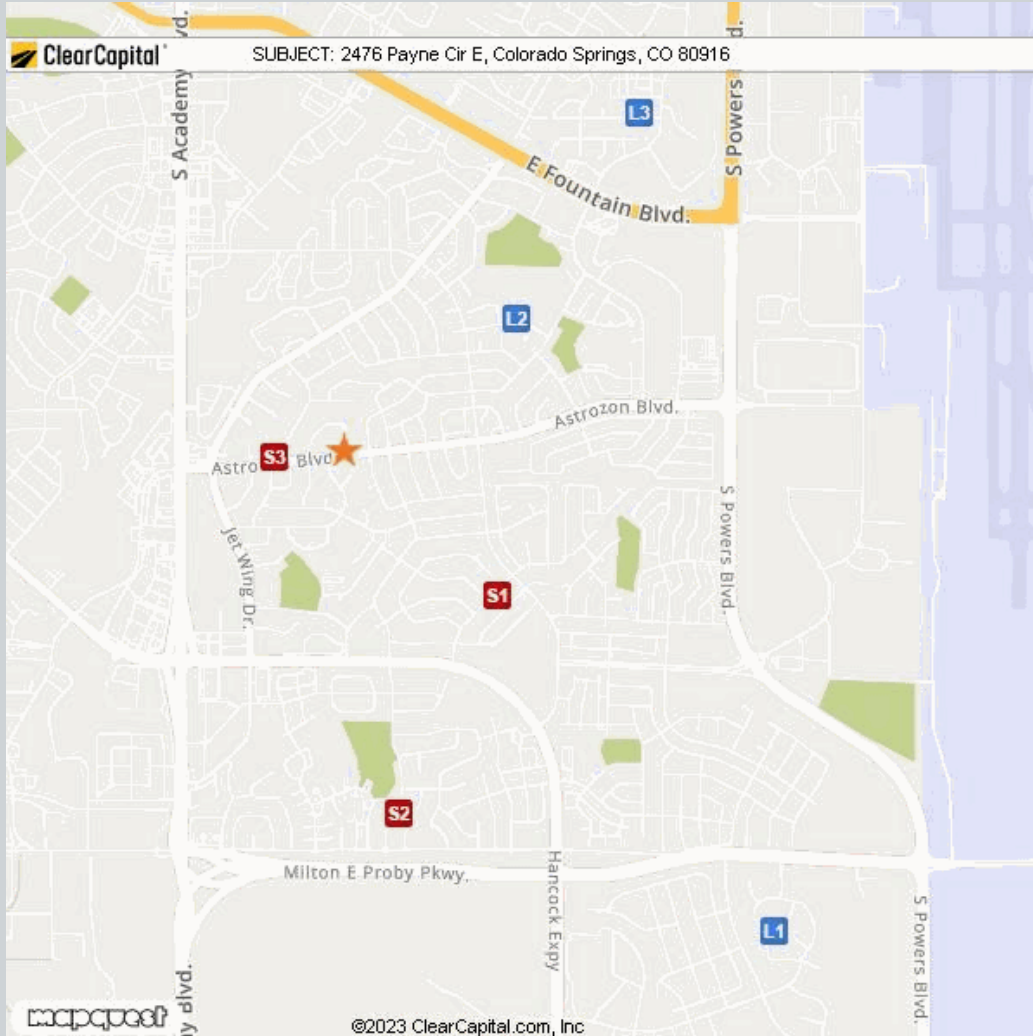 ClearCapital
SUBJECT: 2476 Payne Cir E, Colorado Springs, CO 80916
S Academy
vd.
S Powers
d.
L3
E Fountain Blvd.
L2
Astrozon Blvd.
Astro
S3
Blvd
S Powers Blvd.
Jet Wing Dr.
S1
S2
Milton E Proby Pkwy.
Hancock Expy
L1
S Powers Blvd.
y Blvd.
mapquest
©2023 ClearCapital.com, Inc